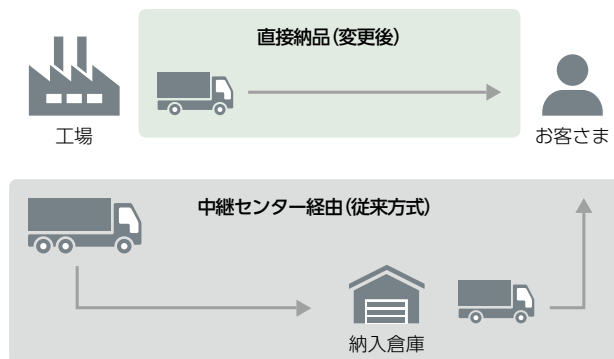 直接納品（変更後）
工場
お客さま
中継センター経由（従来方式）
納入倉庫